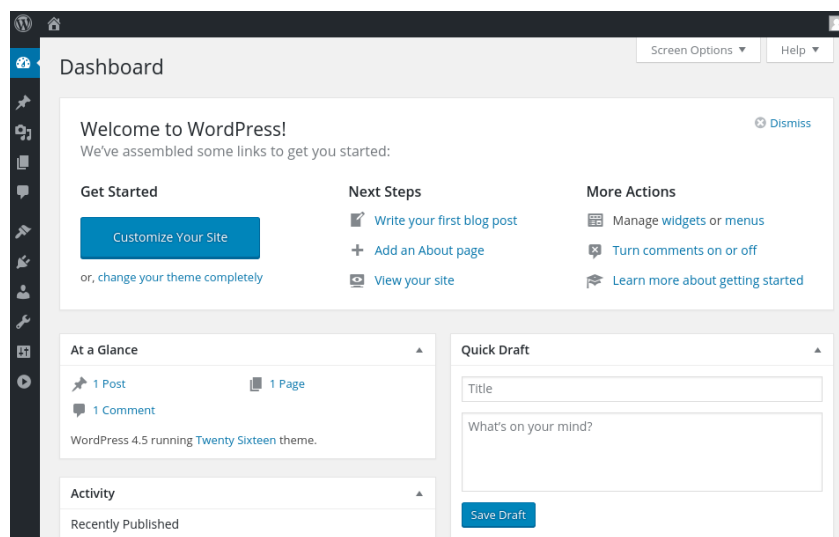 Screen Options ▼
Help ▼
Dashboard
Welcome to WordPress!
We've assembled some links to get you started:
Dismiss
Get Started
Customize Your Site
or, change your theme completely
Next Steps
Write your first blog post
Add an About page
View your site
More Actions
Manage widgets or menus
Turn comments on or off
Learn more about getting started
At a Glance
1 Post
1 Page
1 Comment
WordPress 4.5 running Twenty Sixteen theme.
Activity
Recently Published
Quick Draft
Title
What's on your mind?
Save Draft